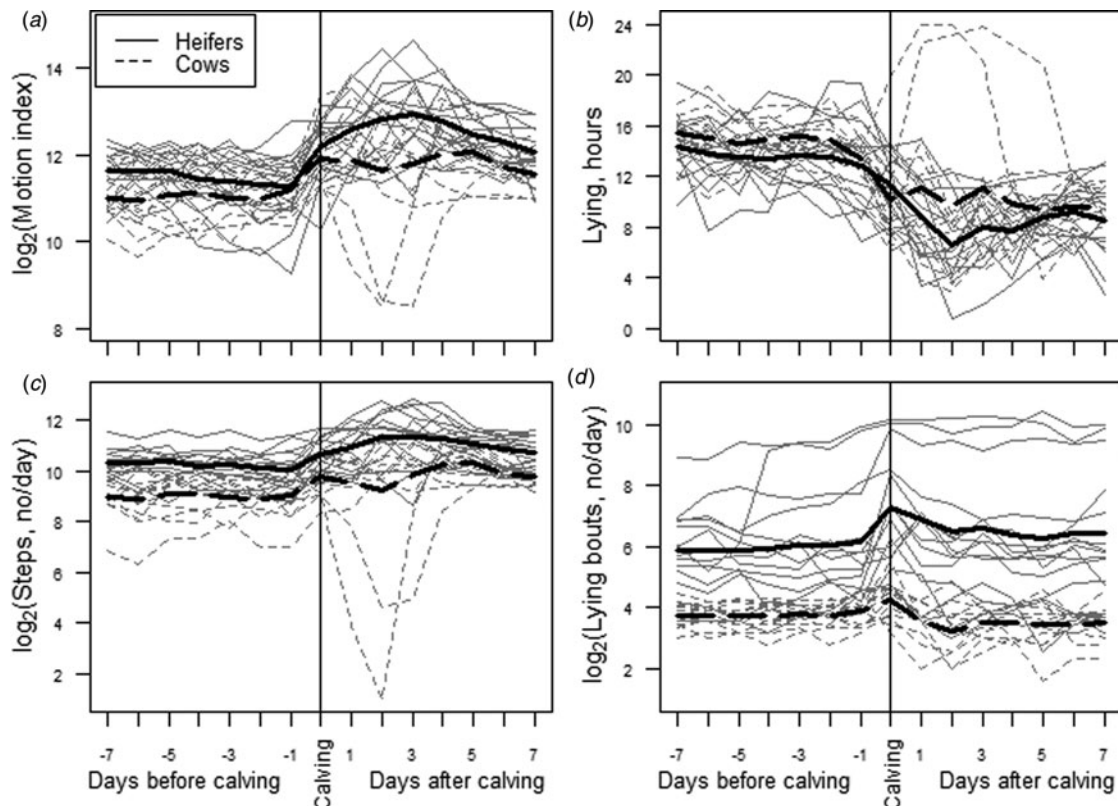 (a)
Heifers
Cows
14
12
10
8
log2(Motion index)
(b)
24
20
16
12
8
4
0
Lying, hours
(c)
12
10
8
6
4
2
log2(Steps, no/day)
-7 -5 -3 -1 1 3 5 7
Days before calving
Calving
Days after calving
(d)
10
8
6
4
2
log2(Lying bouts, no/day)
-7 -5 -3 -1 1 3 5 7
Days before calving
Calving
Days after calving